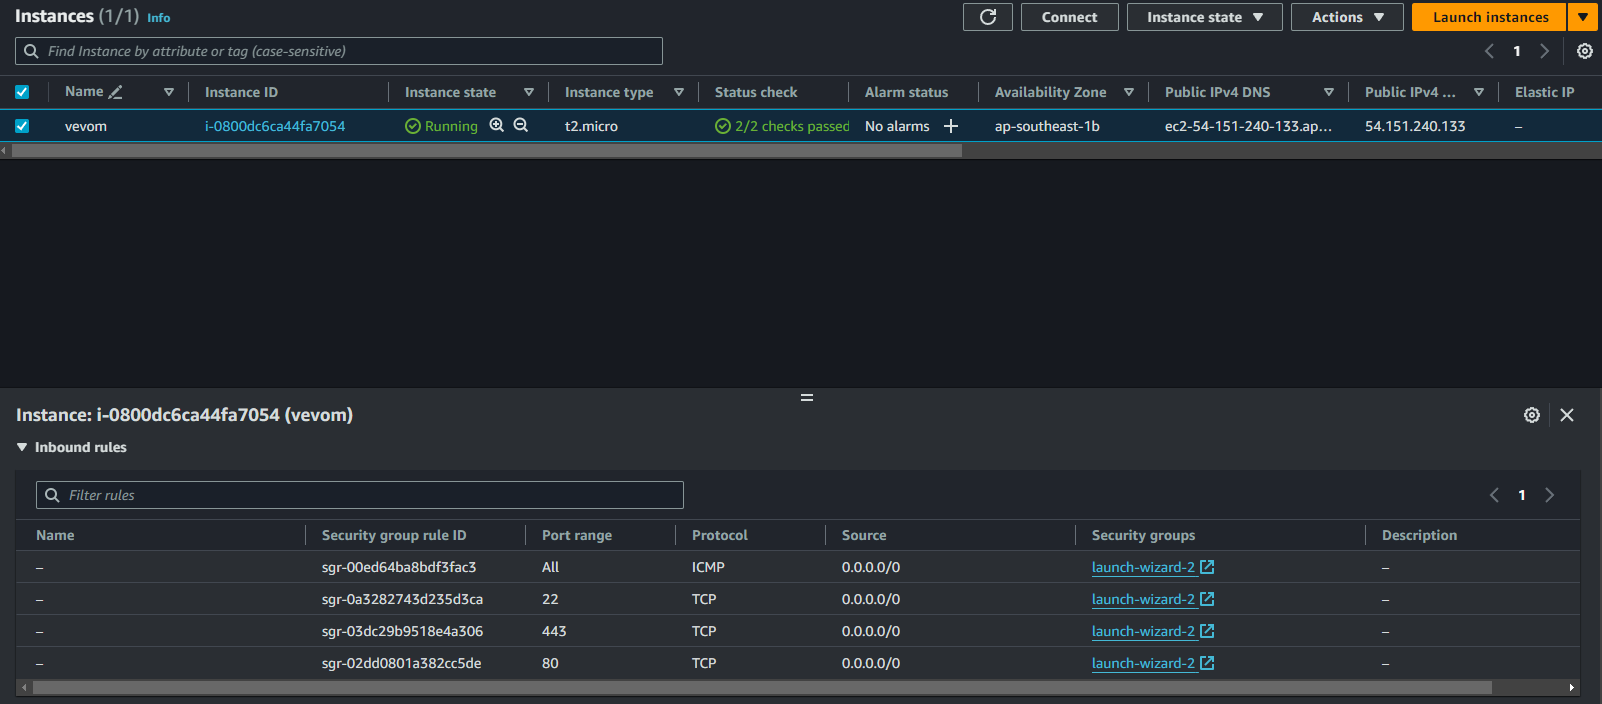 Instances (1/1) Info
Connect Instance state Actions Launch instances
Find Instance by attribute or tag (case-sensitive) 1
Name Instance ID Instance state Instance type Status check Alarm status Availability Zone Public IPv4 DNS Public IPv4 ... Elastic IP
vevom i-0800dc6ca44fa7054 Running t2.micro 2/2 checks passed No alarms + ap-southeast-1b ec2-54-151-240-133.ap... 54.151.240.133 –
Instance: i-0800dc6ca44fa7054 (vevom)
Inbound rules
Filter rules 1
Name Security group rule ID Port range Protocol Source Security groups Description
– sgr-00ed64ba8bdf3fac3 All ICMP 0.0.0.0/0 launch-wizard-2 –
– sgr-0a3282743d235d3ca 22 TCP 0.0.0.0/0 launch-wizard-2 –
– sgr-03dc29b9518e4a306 443 TCP 0.0.0.0/0 launch-wizard-2 –
– sgr-02dd0801a382cc5de 80 TCP 0.0.0.0/0 launch-wizard-2 –